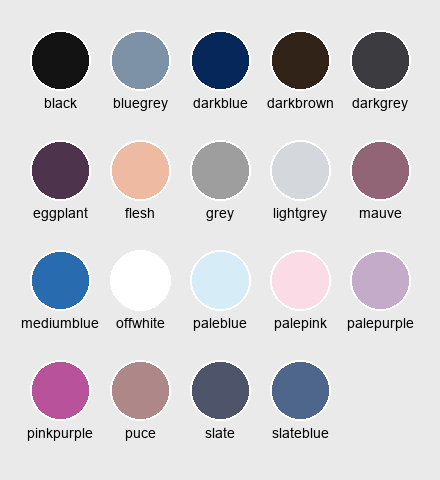 black bluegrey darkblue darkbrown darkgrey
eggplant flesh grey lightgrey mauve
mediumblue offwhite paleblue palepink palepurple
pinkpurple puce slate slateblue